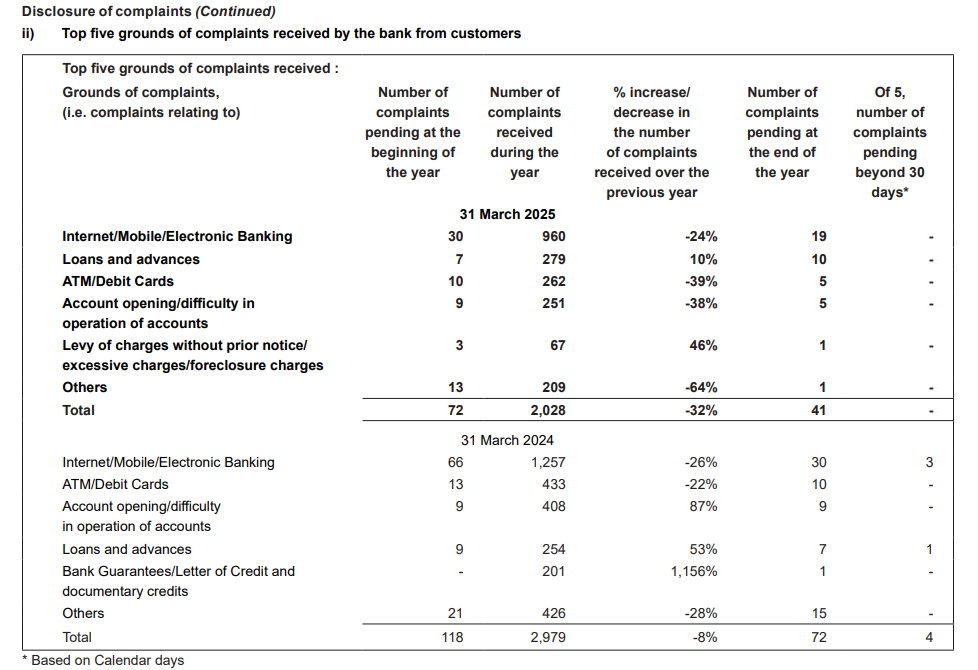 Disclosure of complaints (Continued)
ii) Top five grounds of complaints received by the bank from customers
Top five grounds of complaints received :
Grounds of complaints, Number of Number of % increase/ Number of Of 5,
(i.e. complaints relating to) complaints complaints decrease in complaints number of
pending at the received the number pending at complaints
beginning of during the of complaints the end of pending
the year year received over the the year beyond 30
previous year days*
31 March 2025
Internet/Mobile/Electronic Banking 30 960 -24% 19 -
Loans and advances 7 279 10% 10 -
ATM/Debit Cards 10 262 -39% 5 -
Account opening/difficulty in 9 251 -38% 5 -
operation of accounts
Levy of charges without prior notice/ 3 67 46% 1 -
excessive charges/foreclosure charges
Others 13 209 -64% 1 -
Total 72 2,028 -32% 41 -
31 March 2024
Internet/Mobile/Electronic Banking 66 1,257 -26% 30 3
ATM/Debit Cards 13 433 -22% 10 -
Account opening/difficulty 9 408 87% 9 -
in operation of accounts
Loans and advances 9 254 53% 7 1
Bank Guarantees/Letter of Credit and - 201 1,156% 1 -
documentary credits
Others 21 426 -28% 15 -
Total 118 2,979 -8% 72 4
* Based on Calendar days